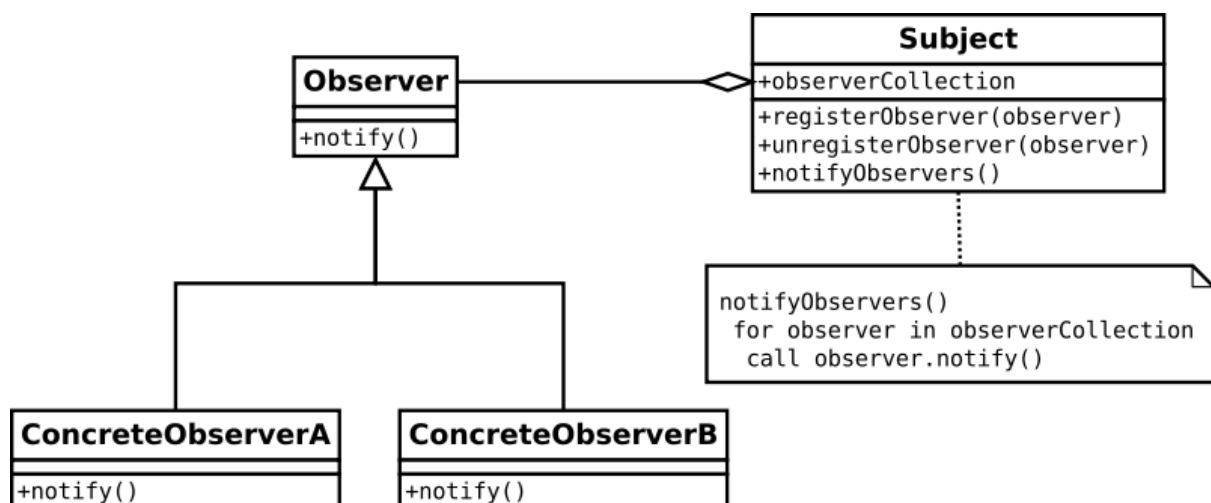 Observer
+notify()
Subject
+observerCollection
+registerObserver(observer)
+unregisterObserver(observer)
+notifyObservers()
notifyObservers()
for observer in observerCollection
call observer.notify()
ConcreteObserverA
+notify()
ConcreteObserverB
+notify()